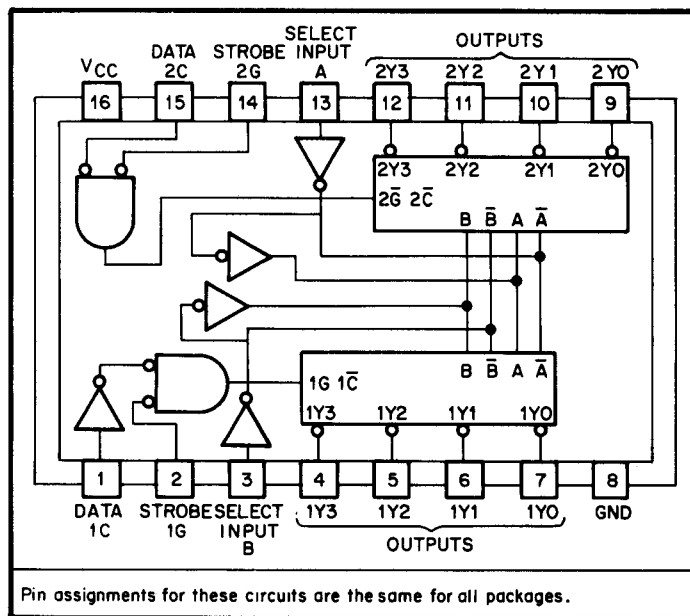 SELECT
DATA STROBE INPUT OUTPUTS
VCC 2C 2G A 2Y3 2Y2 2Y1 2Y0
16 15 14 13 12 11 10 9
2Y3 2Y2 2Y1 2Y0
2G̅ 2C̅
B B̅ A A̅
B B̅ A A̅
1G 1C̅
1Y3 1Y2 1Y1 1Y0
1 2 3 4 5 6 7 8
DATA STROBE SELECT 1Y3 1Y2 1Y1 1Y0 GND
1C 1G INPUT
B OUTPUTS
Pin assignments for these circuits are the same for all packages.